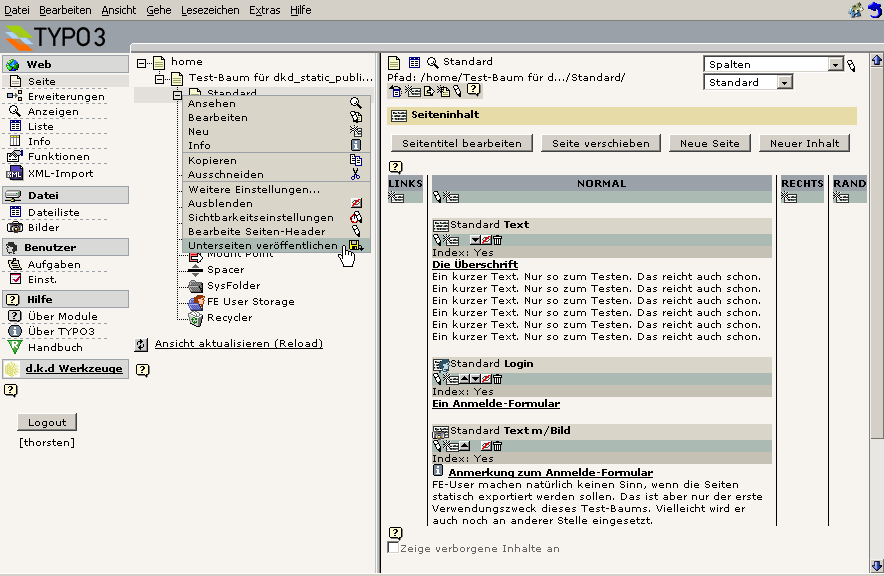 Datei Bearbeiten Ansicht Gehe Lesezeichen Extras Hilfe
TYPO3
Web
Seite
Erweiterungen
Anzeigen
Liste
Info
Funktionen
XML-Import
Datei
Dateiliste
Bilder
Benutzer
Aufgaben
Einst.
Hilfe
Über Module
Über TYPO3
Handbuch
d.k.d Werkzeuge
Logout
[thorsten]
home
Test-Baum für dkd_static_publi...
Standard
Ansehen
Bearbeiten
Neu
Info
Kopieren
Ausschneiden
Weitere Einstellungen...
Ausblenden
Sichtbarkeitseinstellungen
Bearbeite Seiten-Header
Unterseiten veröffentlichen
Mount Point
Spacer
SysFolder
FE User Storage
Recycler
Ansicht aktualisieren (Reload)
Standard
Pfad: /home/Test-Baum für d.../Standard/
Spalten
Standard
Seiteninhalt
Seitentitel bearbeiten Seite verschieben Neue Seite Neuer Inhalt
LINKS NORMAL RECHTS RAND
Standard Text
Index: Yes
Die Überschrift
Ein kurzer Text. Nur so zum Testen. Das reicht auch schon.
Ein kurzer Text. Nur so zum Testen. Das reicht auch schon.
Ein kurzer Text. Nur so zum Testen. Das reicht auch schon.
Ein kurzer Text. Nur so zum Testen. Das reicht auch schon.
Ein kurzer Text. Nur so zum Testen. Das reicht auch schon.
Ein kurzer Text. Nur so zum Testen. Das reicht auch schon.
Standard Login
Index: Yes
Ein Anmelde-Formular
Standard Text m/Bild
Index: Yes
Anmerkung zum Anmelde-Formular
FE-User machen natürlich keinen Sinn, wenn die Seiten
statisch exportiert werden sollen. Das ist aber nur der erste
Verwendungszweck dieses Test-Baums. Vielleicht wird er
auch noch an anderer Stelle eingesetzt.
Zeige verborgene Inhalte an